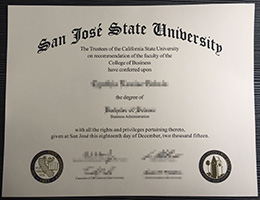 San José State University
The Trustees of the California State University
on recommendation of the faculty of the
College of Business
have conferred upon
the degree of
Bachelor of Science
Business Administration
with all the rights and privileges pertaining thereto,
given at San José this eighteenth day of December, two thousand fifteen.